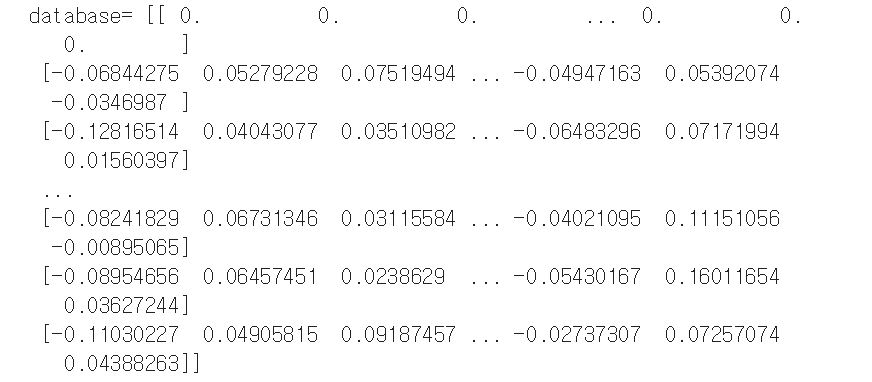 database= [[ 0. 0. 0. ... 0. 0.
0. ]
[-0.06844275 0.05279228 0.07519494 ... -0.04947163 0.05392074
-0.0346987 ]
[-0.12816514 0.04043077 0.03510982 ... -0.06483296 0.07171994
0.01560397]
...
[-0.08241829 0.06731346 0.03115584 ... -0.04021095 0.11151056
-0.00895065]
[-0.08954656 0.06457451 0.0238629 ... -0.05430167 0.16011654
0.03627244]
[-0.11030227 0.04905815 0.09187457 ... -0.02737307 0.07257074
0.04388263]]